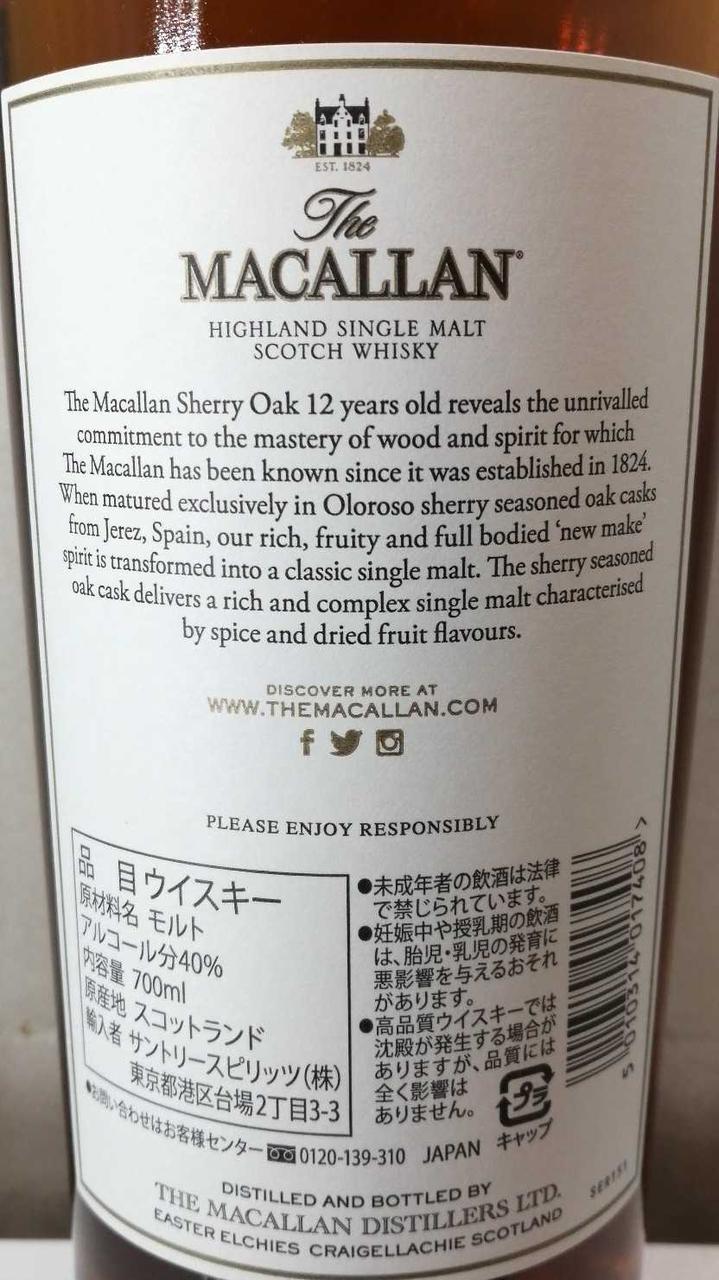 EST. 1824
The
MACALLAN®
HIGHLAND SINGLE MALT
SCOTCH WHISKY
The Macallan Sherry Oak 12 years old reveals the unrivalled
commitment to the mastery of wood and spirit for which
The Macallan has been known since it was established in 1824.
When matured exclusively in Oloroso sherry seasoned oak casks
from Jerez, Spain, our rich, fruity and full bodied ‘new make’
spirit is transformed into a classic single malt. The sherry seasoned
oak cask delivers a rich and complex single malt characterised
by spice and dried fruit flavours.
DISCOVER MORE AT
WWW.THEMACALLAN.COM
PLEASE ENJOY RESPONSIBLY
品 目 ウイスキー
原材料名 モルト
アルコール分40%
内容量 700ml
原産地 スコットランド
輸入者 サントリースピリッツ(株)
東京都港区台場2丁目3-3
●未成年者の飲酒は法律
で禁じられています。
●妊娠中や授乳期の飲酒
は、胎児・乳児の発育に
悪影響を与えるおそれ
があります。
●高品質ウイスキーでは
沈殿が発生する場合が
ありますが、品質には
全く影響は
ありません。
プラ
キャップ
5 010314 017408 >
●お問い合わせはお客様センター 0120-139-310 JAPAN
DISTILLED AND BOTTLED BY
THE MACALLAN DISTILLERS LTD.
EASTER ELCHIES CRAIGELLACHIE SCOTLAND
SER151